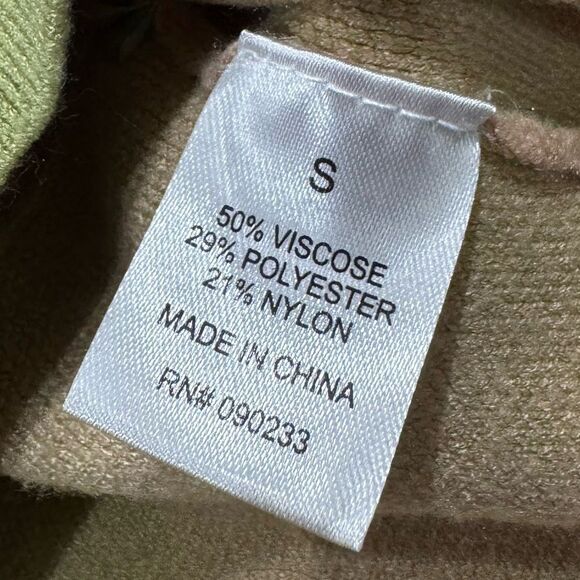 S
50% VISCOSE
29% POLYESTER
21% NYLON
MADE IN CHINA
RN# 090233